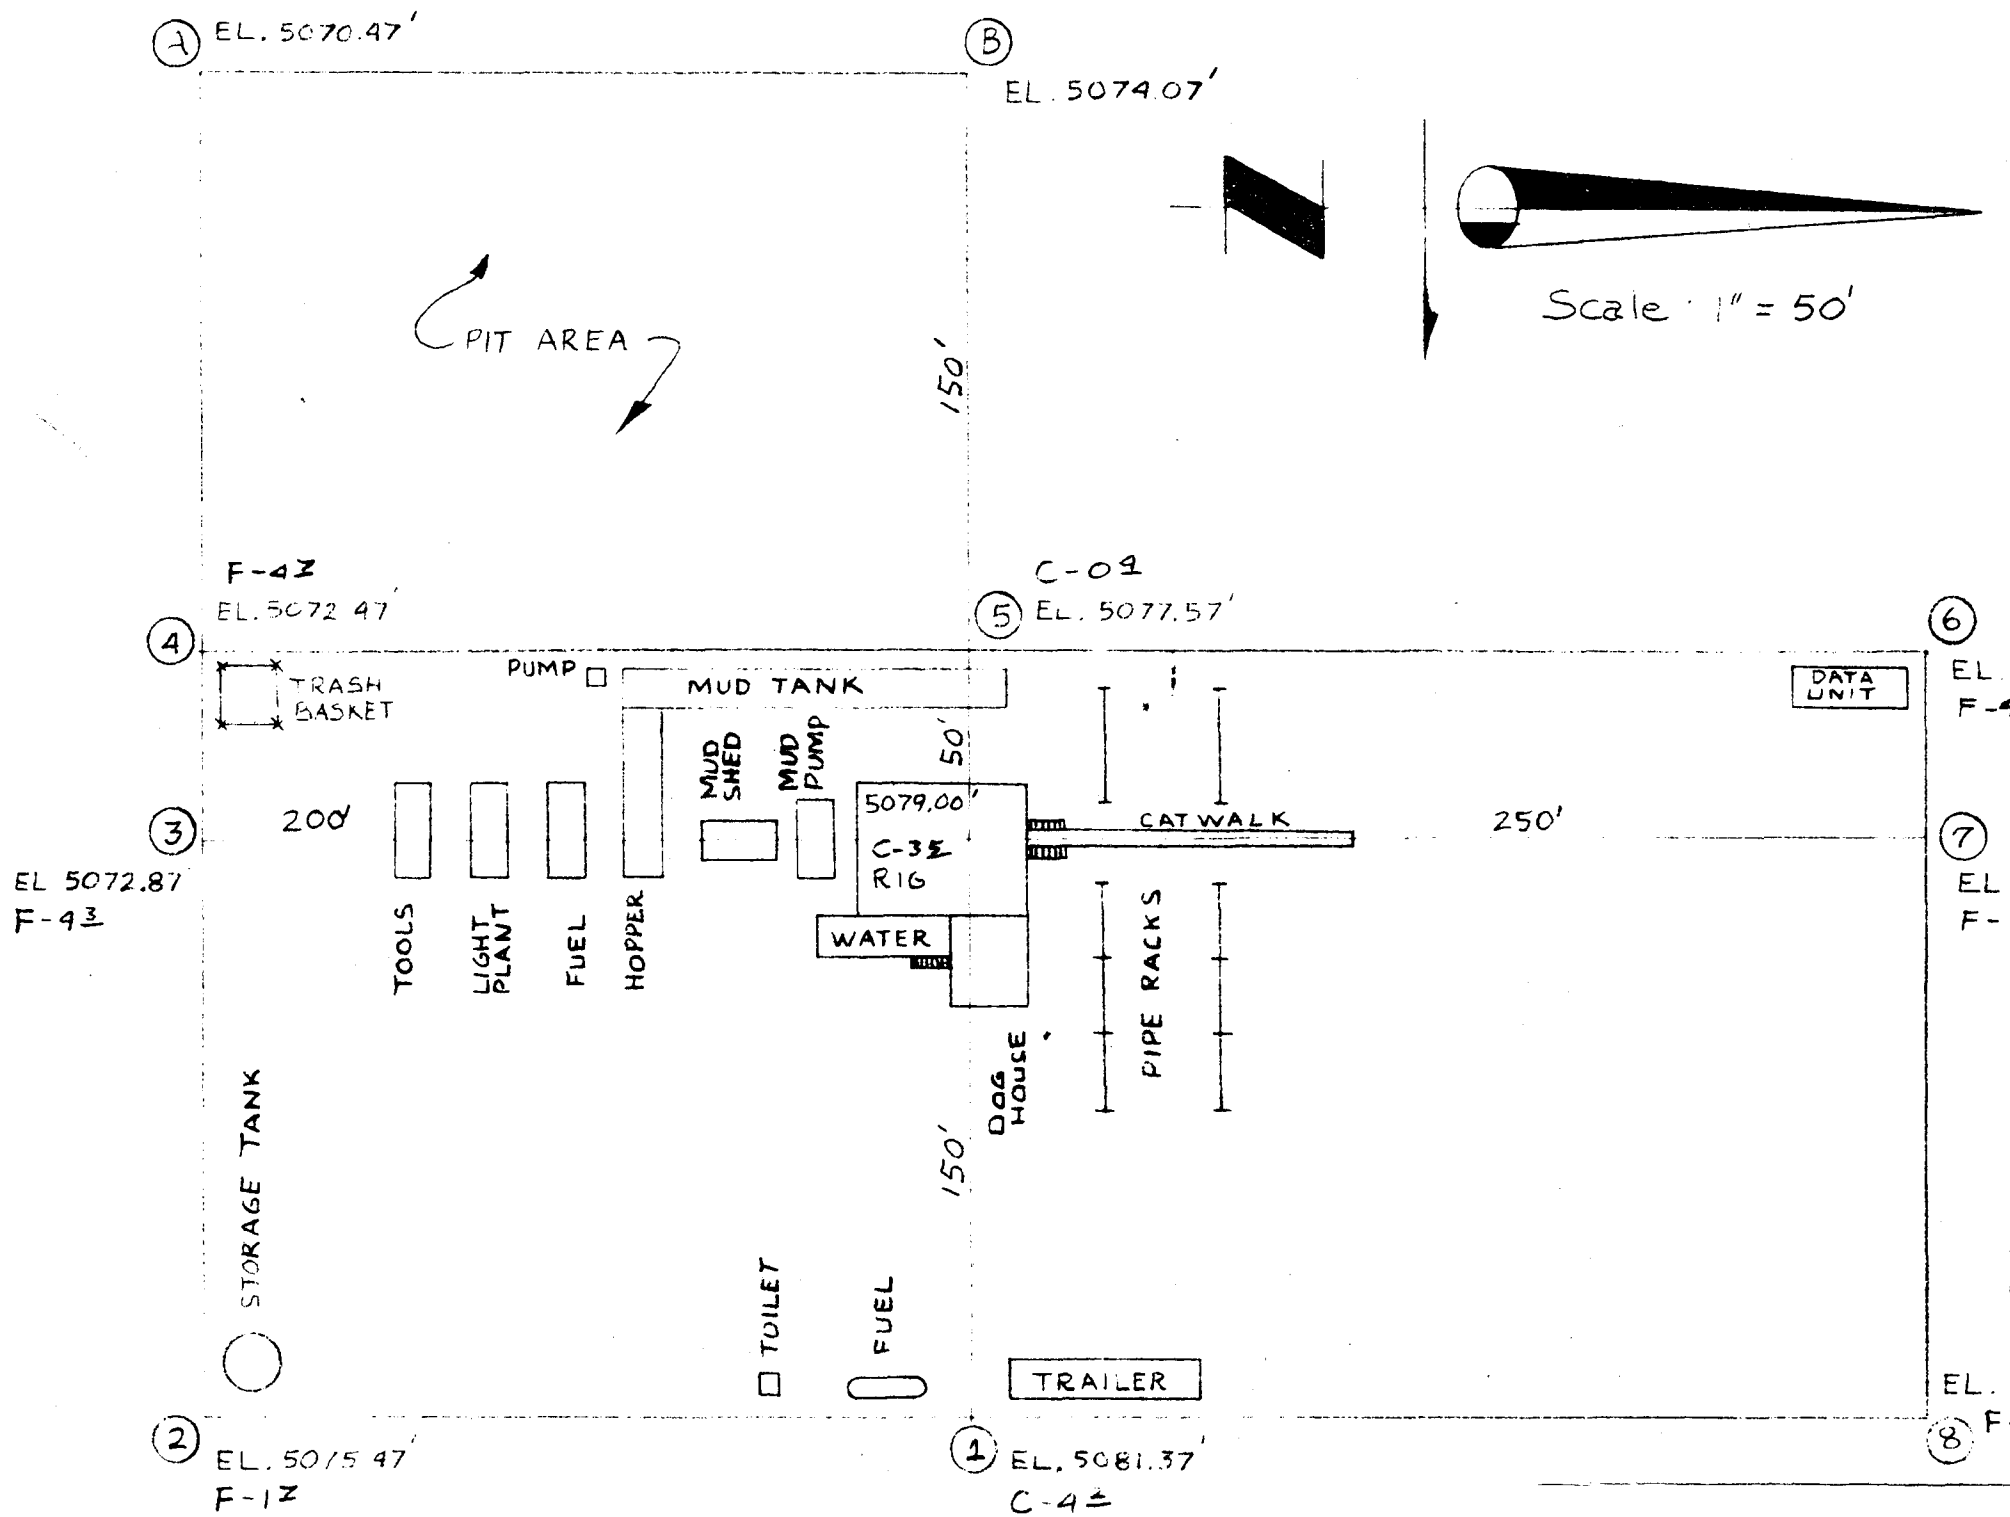 A EL. 5070.47'
B
EL. 5074.07'
N
Scale 1" = 50'
PIT AREA
150'
F-4
EL. 5072 47'
4
C-0
5 EL. 5077.57'
6
EL.
F-4
PUMP
MUD TANK
TRASH
BASKET
DATA
UNIT
50'
MUD
SHED
MUD
PUMP
5079.00'
C-3
RIG
CATWALK
3
200'
250'
7
EL 5072.87
F-4
EL
F-
TOOLS
LIGHT
PLANT
FUEL
HOPPER
WATER
PIPE RACKS
DOG
HOUSE
STORAGE TANK
150'
TOILET
FUEL
TRAILER
EL.
F-
8
2
EL. 5075 47'
F-1
1 EL. 5081.37'
C-4